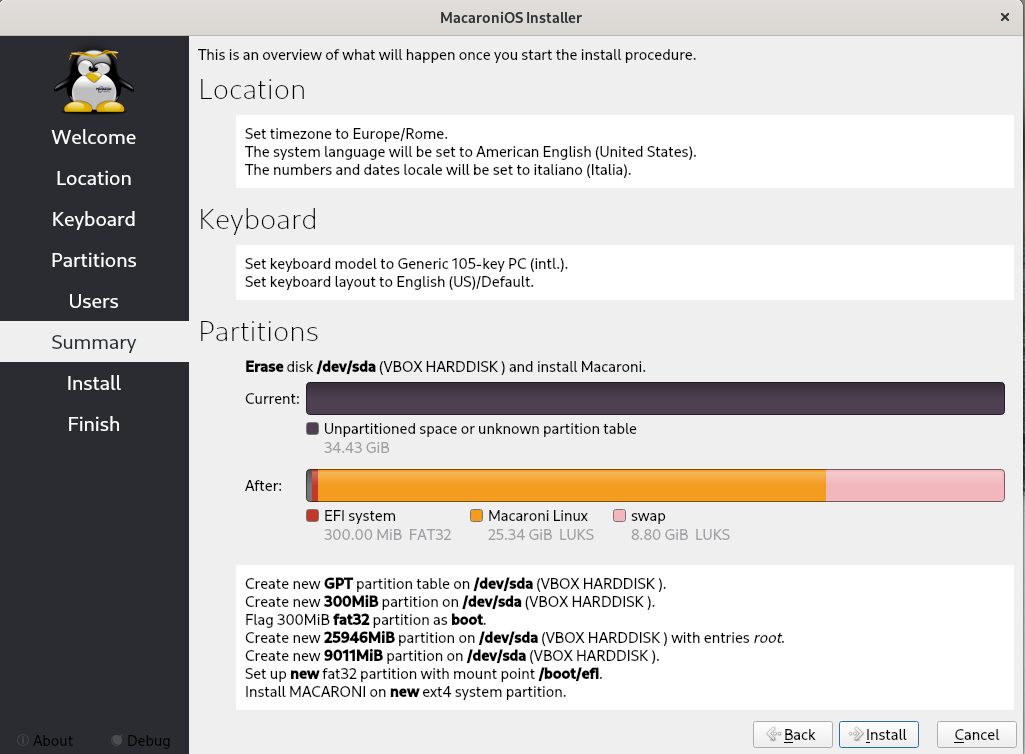 MacaroniOS Installer
×
This is an overview of what will happen once you start the install procedure.
Welcome
Location
Keyboard
Partitions
Users
Summary
Install
Finish
About
Debug
Location
Set timezone to Europe/Rome.
The system language will be set to American English (United States).
The numbers and dates locale will be set to italiano (Italia).
Keyboard
Set keyboard model to Generic 105-key PC (intl.).
Set keyboard layout to English (US)/Default.
Partitions
Erase disk /dev/sda (VBOX HARDDISK ) and install Macaroni.
Current:
Unpartitioned space or unknown partition table
34.43 GiB
After:
EFI system Macaroni Linux swap
300.00 MiB FAT32 25.34 GiB LUKS 8.80 GiB LUKS
Create new GPT partition table on /dev/sda (VBOX HARDDISK ).
Create new 300MiB partition on /dev/sda (VBOX HARDDISK ).
Flag 300MiB fat32 partition as boot.
Create new 25946MiB partition on /dev/sda (VBOX HARDDISK ) with entries root.
Create new 9011MiB partition on /dev/sda (VBOX HARDDISK ).
Set up new fat32 partition with mount point /boot/efi.
Install MACARONI on new ext4 system partition.
Back Install Cancel